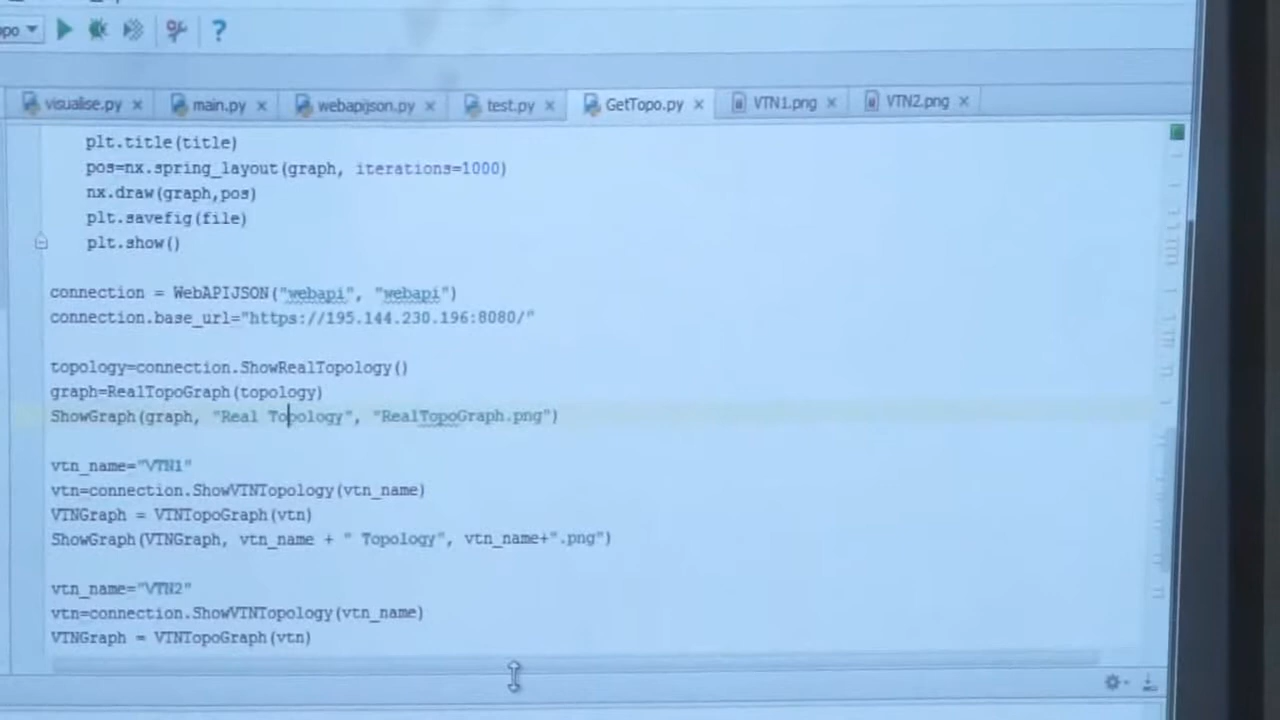 opo
?
visualise.py
main.py
webapijson.py
test.py
GetTopo.py
VTN1.png
VTN2.png
plt.title(title)
pos=nx.spring_layout(graph, iterations=1000)
nx.draw(graph,pos)
plt.savefig(file)
plt.show()
connection = WebAPIJSON("webapi", "webapi")
connection.base_url="https://195.144.230.196:8080/"
topology=connection.ShowRealTopology()
graph=RealTopoGraph(topology)
ShowGraph(graph, "Real Topology", "RealTopoGraph.png")
vtn_name="VTN1"
vtn=connection.ShowVTNTopology(vtn_name)
VTNGraph = VTNTopoGraph(vtn)
ShowGraph(VTNGraph, vtn_name + " Topology", vtn_name+".png")
vtn_name="VTN2"
vtn=connection.ShowVTNTopology(vtn_name)
VTNGraph = VTNTopoGraph(vtn)